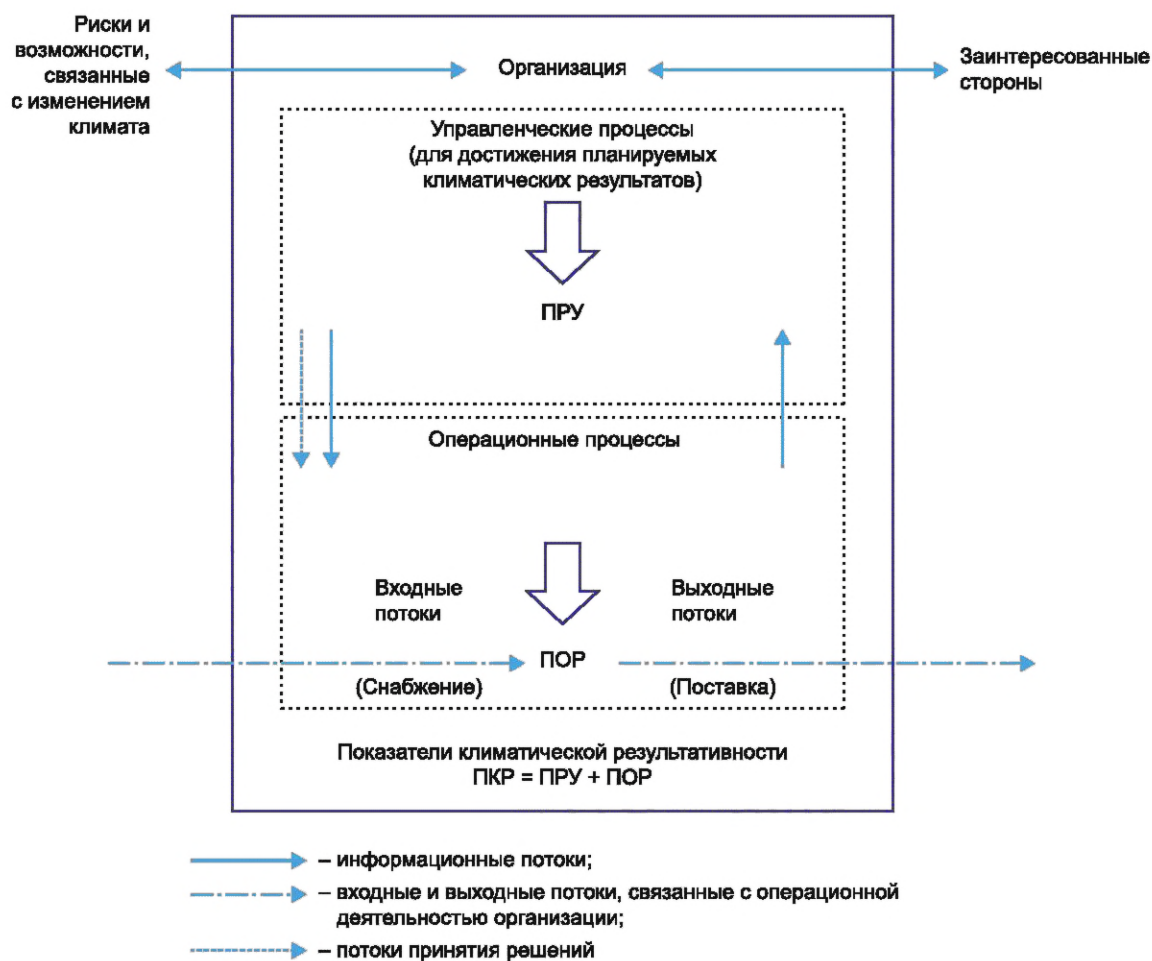 Риски и
возможности,
связанные
с изменением
климата
Организация
Заинтересованные
стороны
Управленческие процессы
(для достижения планируемых
климатических результатов)
ПРУ
Операционные процессы
Входные
потоки
Выходные
потоки
ПОР
(Снабжение)
(Поставка)
Показатели климатической результативности
ПКР = ПРУ + ПОР
– информационные потоки;
– входные и выходные потоки, связанные с операционной
деятельностью организации;
– потоки принятия решений